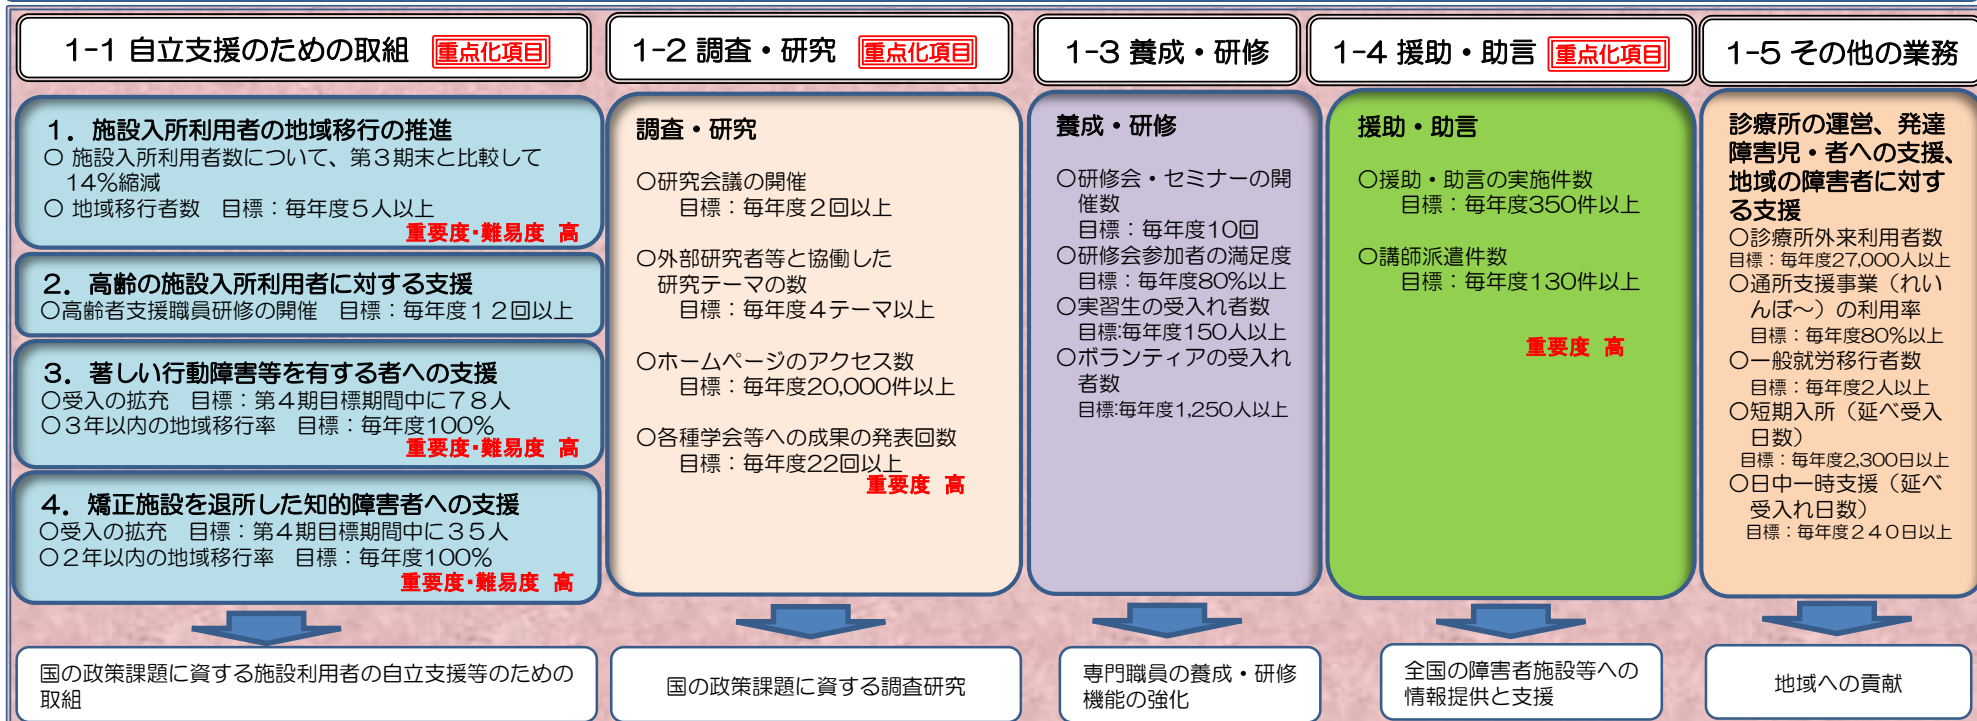 1-1 自立支援のための取組 重点化項目
1．施設入所利用者の地域移行の推進
○ 施設入所利用者数について、第３期末と比較して
14%縮減
○ 地域移行者数　目標：毎年度５人以上
重要度･難易度 高
2．高齢の施設入所利用者に対する支援
○高齢者支援職員研修の開催　目標：毎年度１２回以上
3．著しい行動障害等を有する者への支援
○受入の拡充　目標：第４期目標期間中に７８人
○３年以内の地域移行率　目標：毎年度100%
重要度･難易度 高
4．矯正施設を退所した知的障害者への支援
○受入の拡充　目標：第４期目標期間中に３５人
○２年以内の地域移行率　目標：毎年度100%
重要度･難易度 高
国の政策課題に資する施設利用者の自立支援等のための
取組
1-2 調査・研究 重点化項目
調査・研究
○研究会議の開催
目標：毎年度２回以上
○外部研究者等と協働した
研究テーマの数
目標：毎年度４テーマ以上
○ホームページのアクセス数
目標：毎年度20,000件以上
○各種学会等への成果の発表回数
目標：毎年度22回以上
重要度 高
国の政策課題に資する調査研究
1-3 養成・研修
養成・研修
○研修会・セミナーの開
催数
目標：毎年度10回
○研修会参加者の満足度
目標：毎年度80%以上
○実習生の受入れ者数
目標:毎年度150人以上
○ボランティアの受入れ
者数
目標:毎年度1,250人以上
専門職員の養成・研修
機能の強化
1-4 援助・助言 重点化項目
援助・助言
○援助・助言の実施件数
目標：毎年度350件以上
○講師派遣件数
目標：毎年度130件以上
重要度 高
全国の障害者施設等への
情報提供と支援
1-5 その他の業務
診療所の運営、発達
障害児・者への支援、
地域の障害者に対す
る支援
○診療所外来利用者数
目標：毎年度27,000人以上
○通所支援事業（れい
んぼ～）の利用率
目標：毎年度80%以上
○一般就労移行者数
目標：毎年度2人以上
○短期入所（延べ受入
日数）
目標：毎年度2,300日以上
○日中一時支援（延べ
受入れ日数）
目標：毎年度２４０日以上
地域への貢献